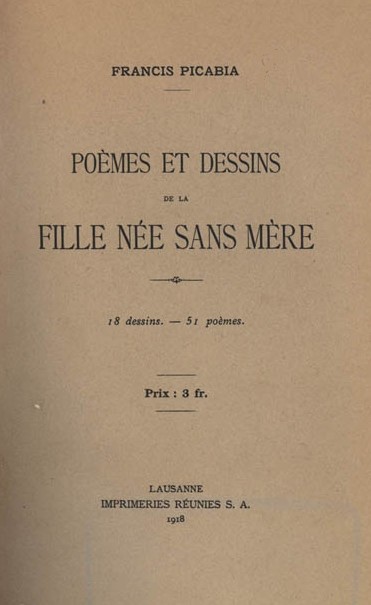 FRANCIS PICABIA
POÈMES ET DESSINS
DE LA
FILLE NÉE SANS MÈRE
18 dessins. — 51 poèmes.
Prix : 3 fr.
LAUSANNE
IMPRIMERIES RÉUNIES S. A.
1918